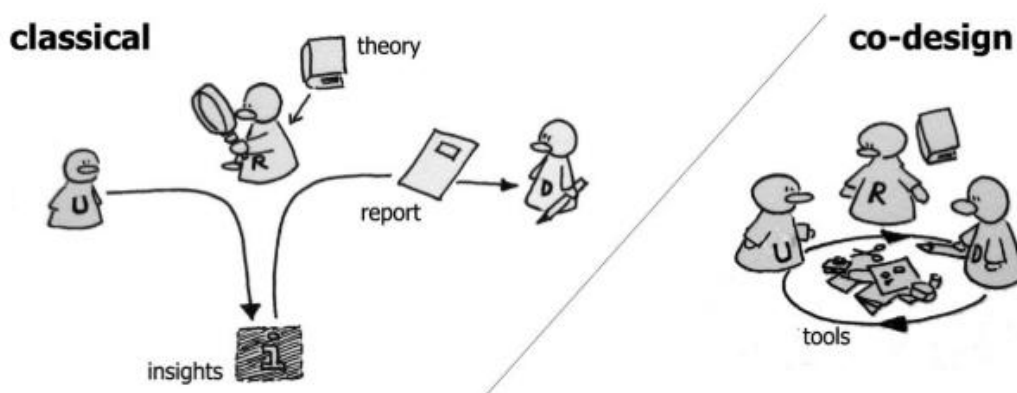 classical
theory
R
U
report
D
insights
i
co-design
R
U
D
tools